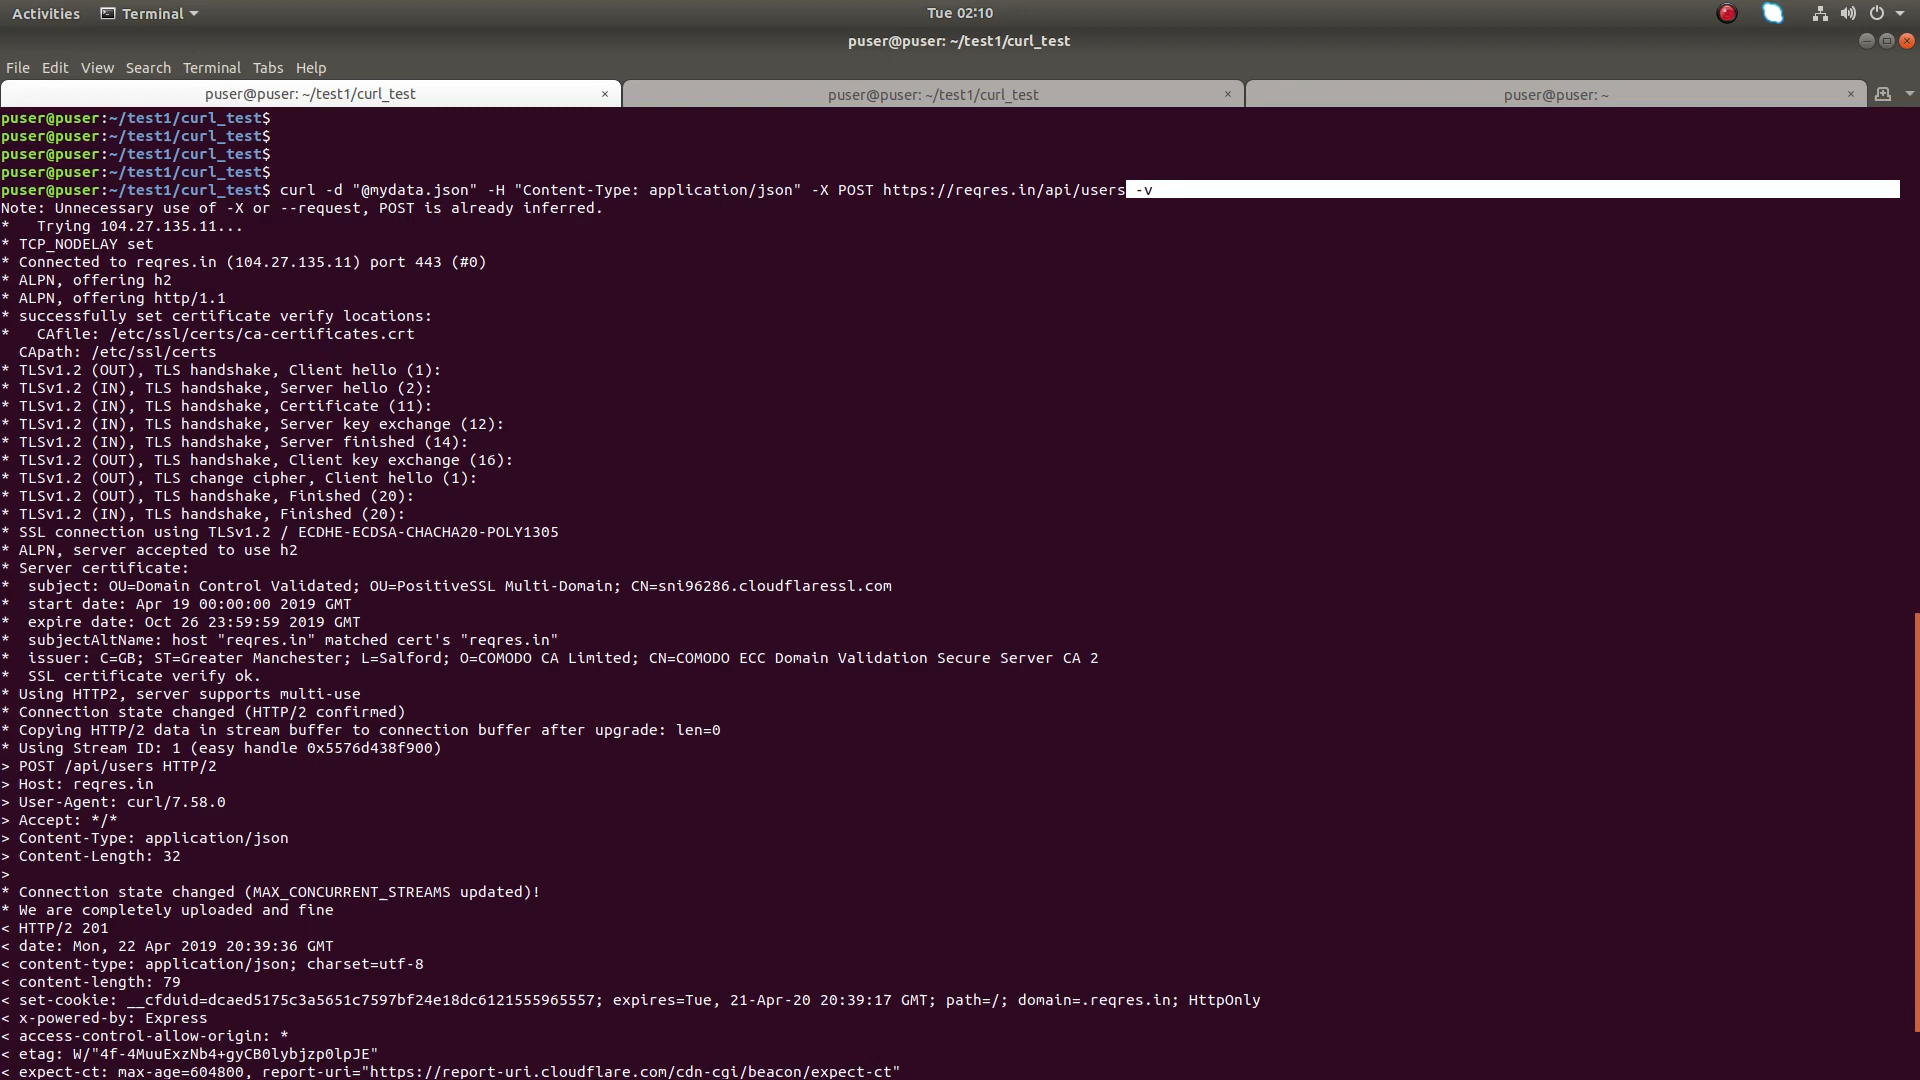 Activities Terminal Tue 02:10
puser@puser: ~/test1/curl_test
File Edit View Search Terminal Tabs Help
puser@puser: ~/test1/curl_test × puser@puser: ~/test1/curl_test × puser@puser: ~ ×
puser@puser:~/test1/curl_test$
puser@puser:~/test1/curl_test$
puser@puser:~/test1/curl_test$
puser@puser:~/test1/curl_test$
puser@puser:~/test1/curl_test$ curl -d "@mydata.json" -H "Content-Type: application/json" -X POST https://reqres.in/api/users -v
Note: Unnecessary use of -X or --request, POST is already inferred.
*   Trying 104.27.135.11...
* TCP_NODELAY set
* Connected to reqres.in (104.27.135.11) port 443 (#0)
* ALPN, offering h2
* ALPN, offering http/1.1
* successfully set certificate verify locations:
*   CAfile: /etc/ssl/certs/ca-certificates.crt
  CApath: /etc/ssl/certs
* TLSv1.2 (OUT), TLS handshake, Client hello (1):
* TLSv1.2 (IN), TLS handshake, Server hello (2):
* TLSv1.2 (IN), TLS handshake, Certificate (11):
* TLSv1.2 (IN), TLS handshake, Server key exchange (12):
* TLSv1.2 (IN), TLS handshake, Server finished (14):
* TLSv1.2 (OUT), TLS handshake, Client key exchange (16):
* TLSv1.2 (OUT), TLS change cipher, Client hello (1):
* TLSv1.2 (OUT), TLS handshake, Finished (20):
* TLSv1.2 (IN), TLS handshake, Finished (20):
* SSL connection using TLSv1.2 / ECDHE-ECDSA-CHACHA20-POLY1305
* ALPN, server accepted to use h2
* Server certificate:
*  subject: OU=Domain Control Validated; OU=PositiveSSL Multi-Domain; CN=sni96286.cloudflaressl.com
*  start date: Apr 19 00:00:00 2019 GMT
*  expire date: Oct 26 23:59:59 2019 GMT
*  subjectAltName: host "reqres.in" matched cert's "reqres.in"
*  issuer: C=GB; ST=Greater Manchester; L=Salford; O=COMODO CA Limited; CN=COMODO ECC Domain Validation Secure Server CA 2
*  SSL certificate verify ok.
* Using HTTP2, server supports multi-use
* Connection state changed (HTTP/2 confirmed)
* Copying HTTP/2 data in stream buffer to connection buffer after upgrade: len=0
* Using Stream ID: 1 (easy handle 0x5576d438f900)
> POST /api/users HTTP/2
> Host: reqres.in
> User-Agent: curl/7.58.0
> Accept: */*
> Content-Type: application/json
> Content-Length: 32
>
* Connection state changed (MAX_CONCURRENT_STREAMS updated)!
* We are completely uploaded and fine
< HTTP/2 201
< date: Mon, 22 Apr 2019 20:39:36 GMT
< content-type: application/json; charset=utf-8
< content-length: 79
< set-cookie: __cfduid=dcaed5175c3a5651c7597bf24e18dc6121555965557; expires=Tue, 21-Apr-20 20:39:17 GMT; path=/; domain=.reqres.in; HttpOnly
< x-powered-by: Express
< access-control-allow-origin: *
< etag: W/"4f-4MuuExzNb4+gyCB0lybjzp0lpJE"
< expect-ct: max-age=604800, report-uri="https://report-uri.cloudflare.com/cdn-cgi/beacon/expect-ct"